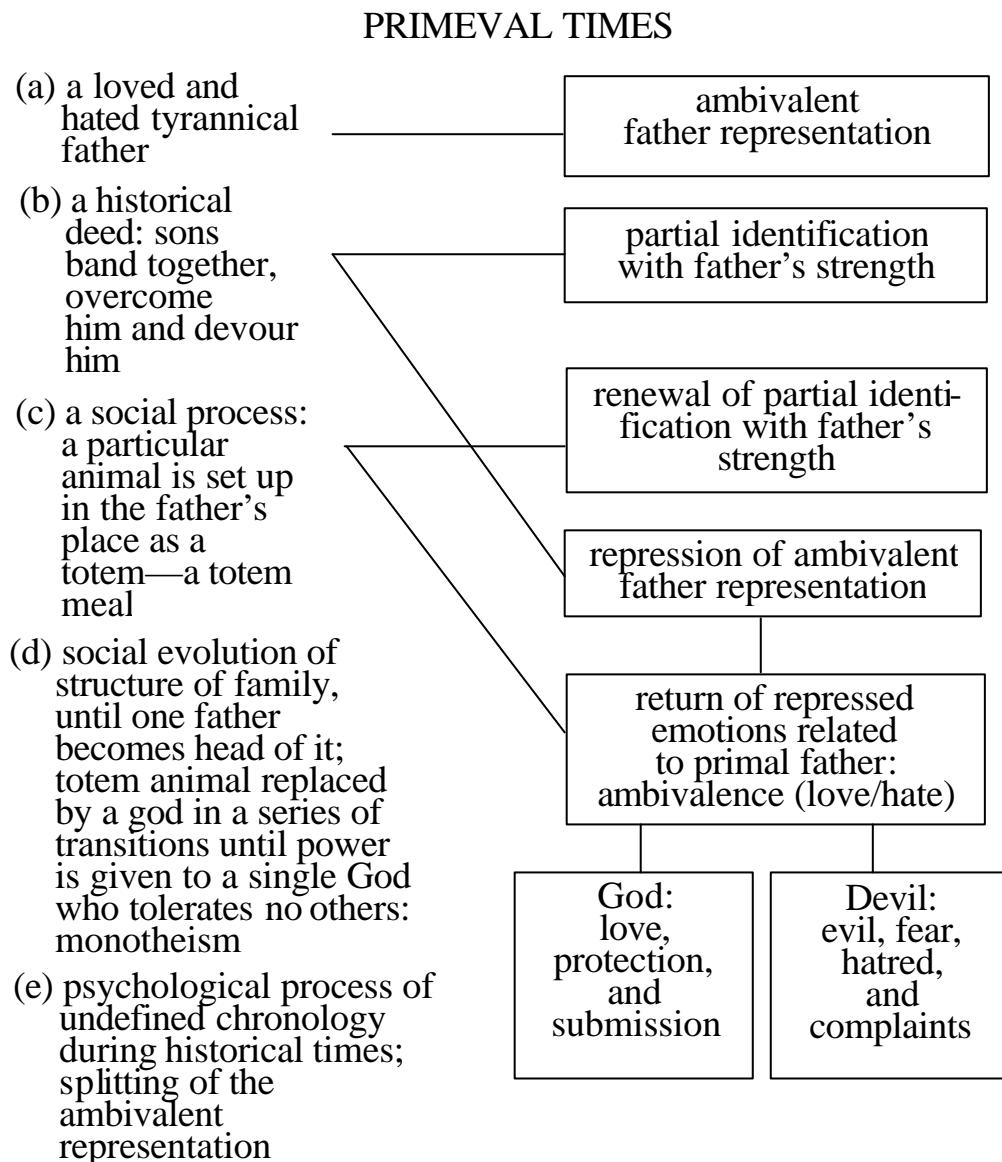 PRIMEVAL TIMES
(a) a loved and
hated tyrannical
father
ambivalent
father representation
(b) a historical
deed: sons
band together,
overcome
him and devour
him
partial identification
with father's strength
(c) a social process:
a particular
animal is set up
in the father's
place as a
totem—a totem
meal
renewal of partial identi-
fication with father's
strength
repression of ambivalent
father representation
(d) social evolution of
structure of family,
until one father
becomes head of it;
totem animal replaced
by a god in a series of
transitions until power
is given to a single God
who tolerates no others:
monotheism
return of repressed
emotions related
to primal father:
ambivalence (love/hate)
God:
love,
protection,
and
submission
Devil:
evil, fear,
hatred,
and
complaints
(e) psychological process of
undefined chronology
during historical times;
splitting of the
ambivalent
representation